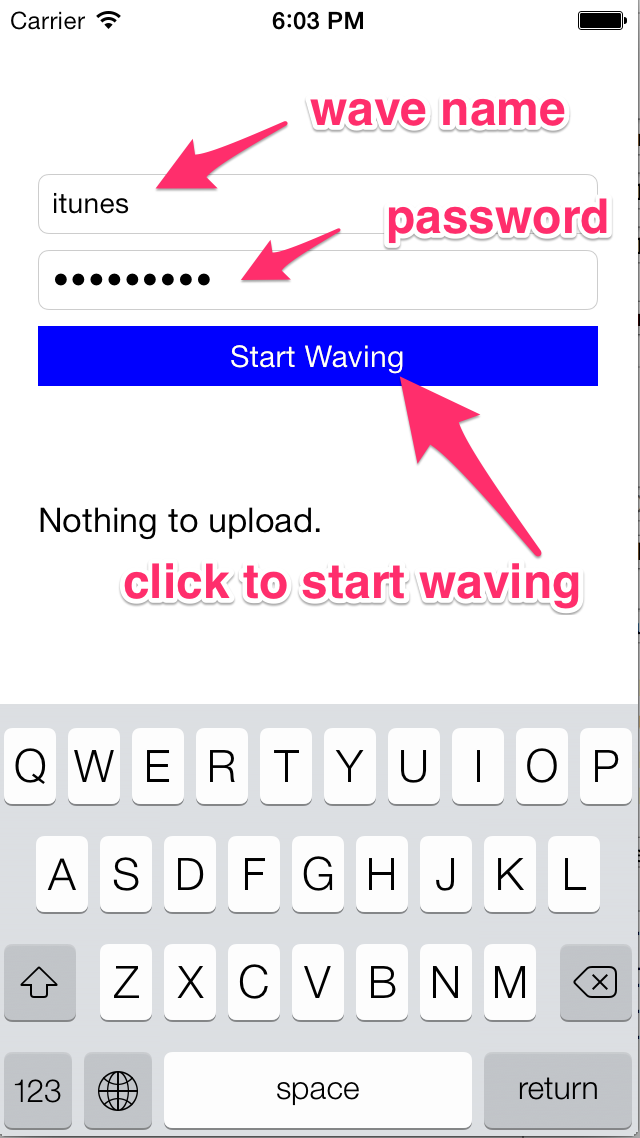 Carrier 6:03 PM
wave name
itunes
password
•••••••••
Start Waving
Nothing to upload.
click to start waving
Q W E R T Y U I O P
A S D F G H J K L
Z X C V B N M
123 space return